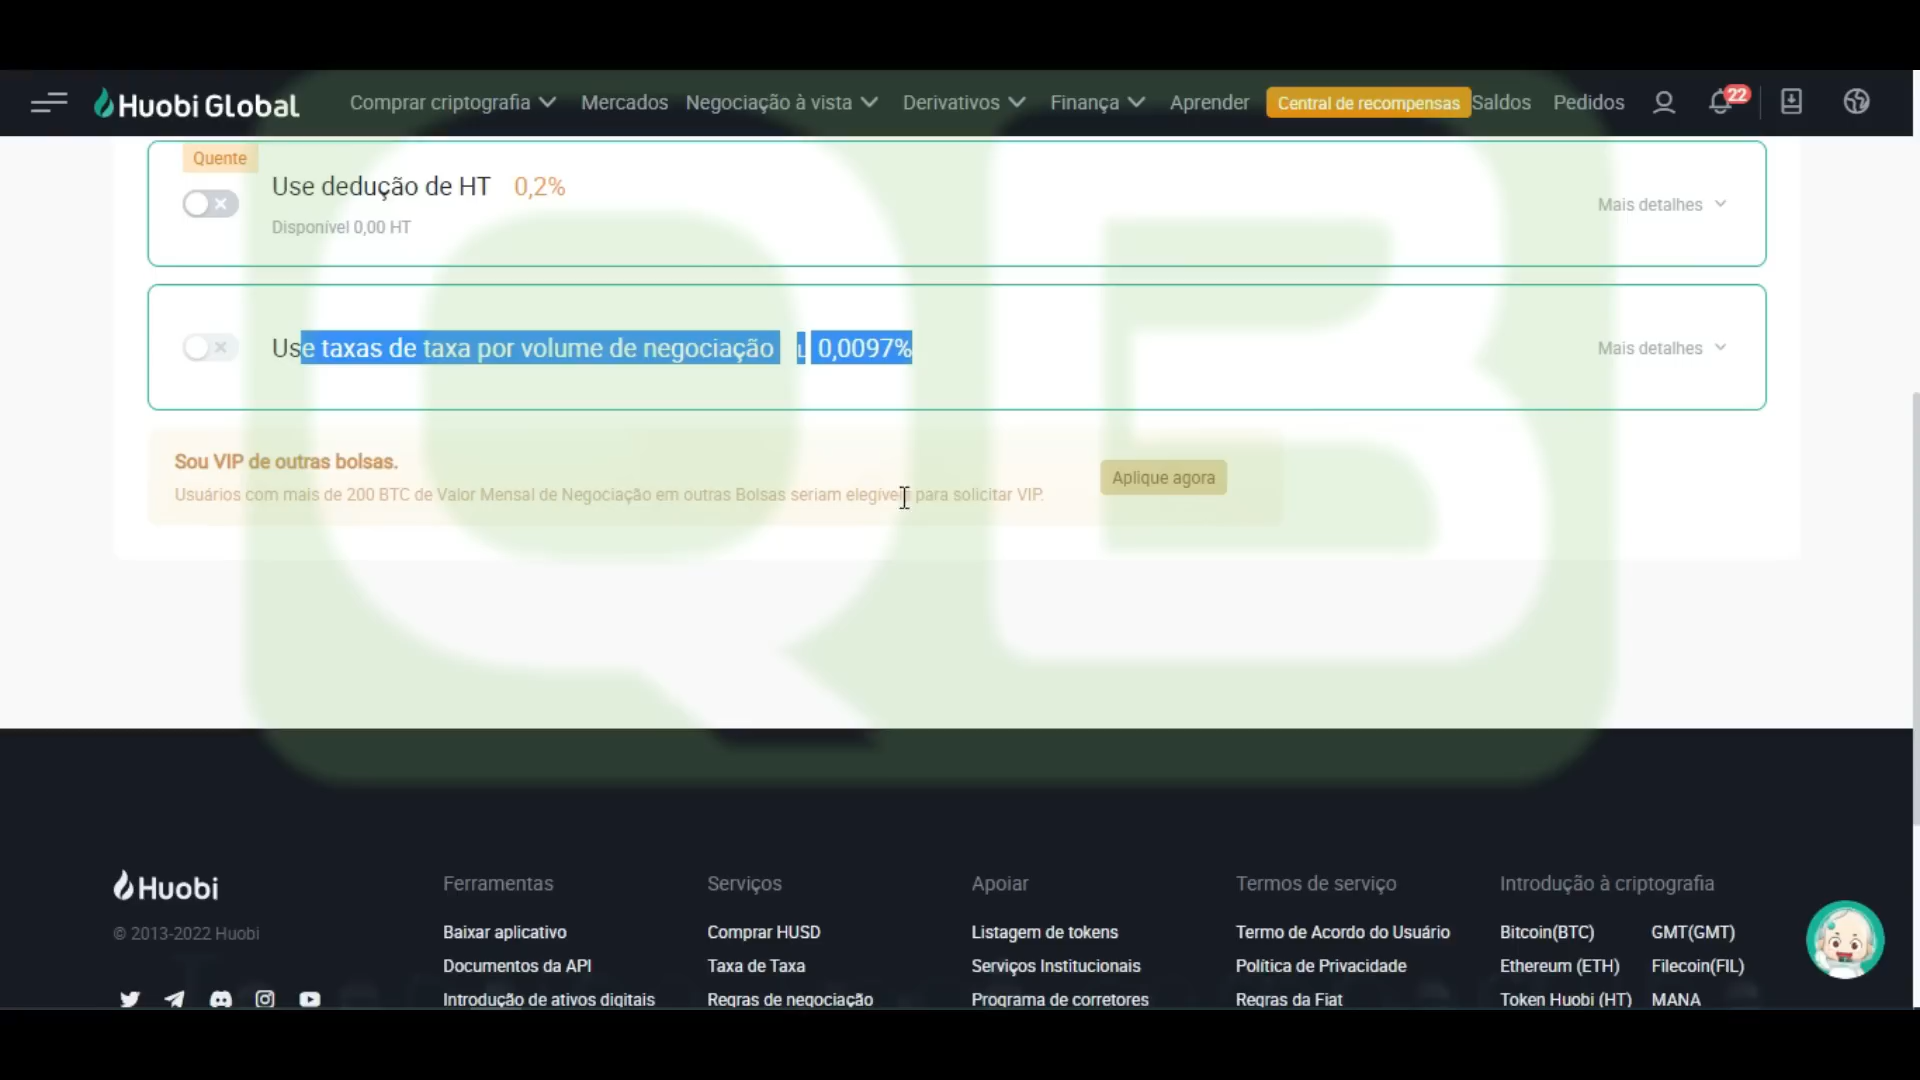 Huobi Global
Comprar criptografia
Mercados
Negociação à vista
Derivativos
Finança
Aprender
Central de recompensas
Saldos
Pedidos
22
Quente
Use dedução de HT 0,2%
Disponível 0,00 HT
Mais detalhes
Use taxas de taxa por volume de negociação 0,0097%
Mais detalhes
Sou VIP de outras bolsas.
Usuários com mais de 200 BTC de Valor Mensal de Negociação em outras Bolsas seriam elegíveis para solicitar VIP.
Aplique agora
QB
Huobi
© 2013-2022 Huobi
Ferramentas
Baixar aplicativo
Documentos da API
Introdução de ativos digitais
Serviços
Comprar HUSD
Taxa de Taxa
Regras de negociação
Apoiar
Listagem de tokens
Serviços Institucionais
Programa de corretores
Termos de serviço
Termo de Acordo do Usuário
Política de Privacidade
Regras da Fiat
Introdução à criptografia
Bitcoin(BTC)
GMT(GMT)
Ethereum (ETH)
Filecoin(FIL)
Token Huobi (HT)
MANA